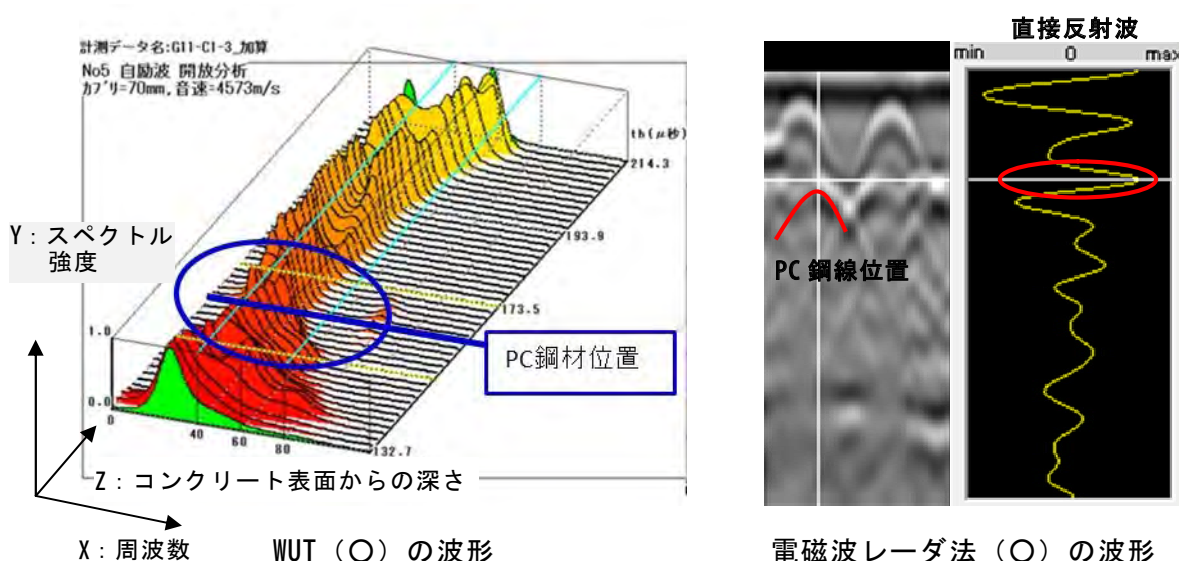 計測データ名:G11-C1-3_加算
No5 自励波 開放分析
カブリ=70mm,音速=4573m/s
th(μ秒)
214.3
193.9
173.5
132.7
Y:スペクトル
強度
1.0
0.0
0
40
60
80
PC鋼材位置
Z:コンクリート表面からの深さ
X:周波数
WUT(○)の波形
直接反射波
min 0 max
PC鋼線位置
電磁波レーダ法(○)の波形